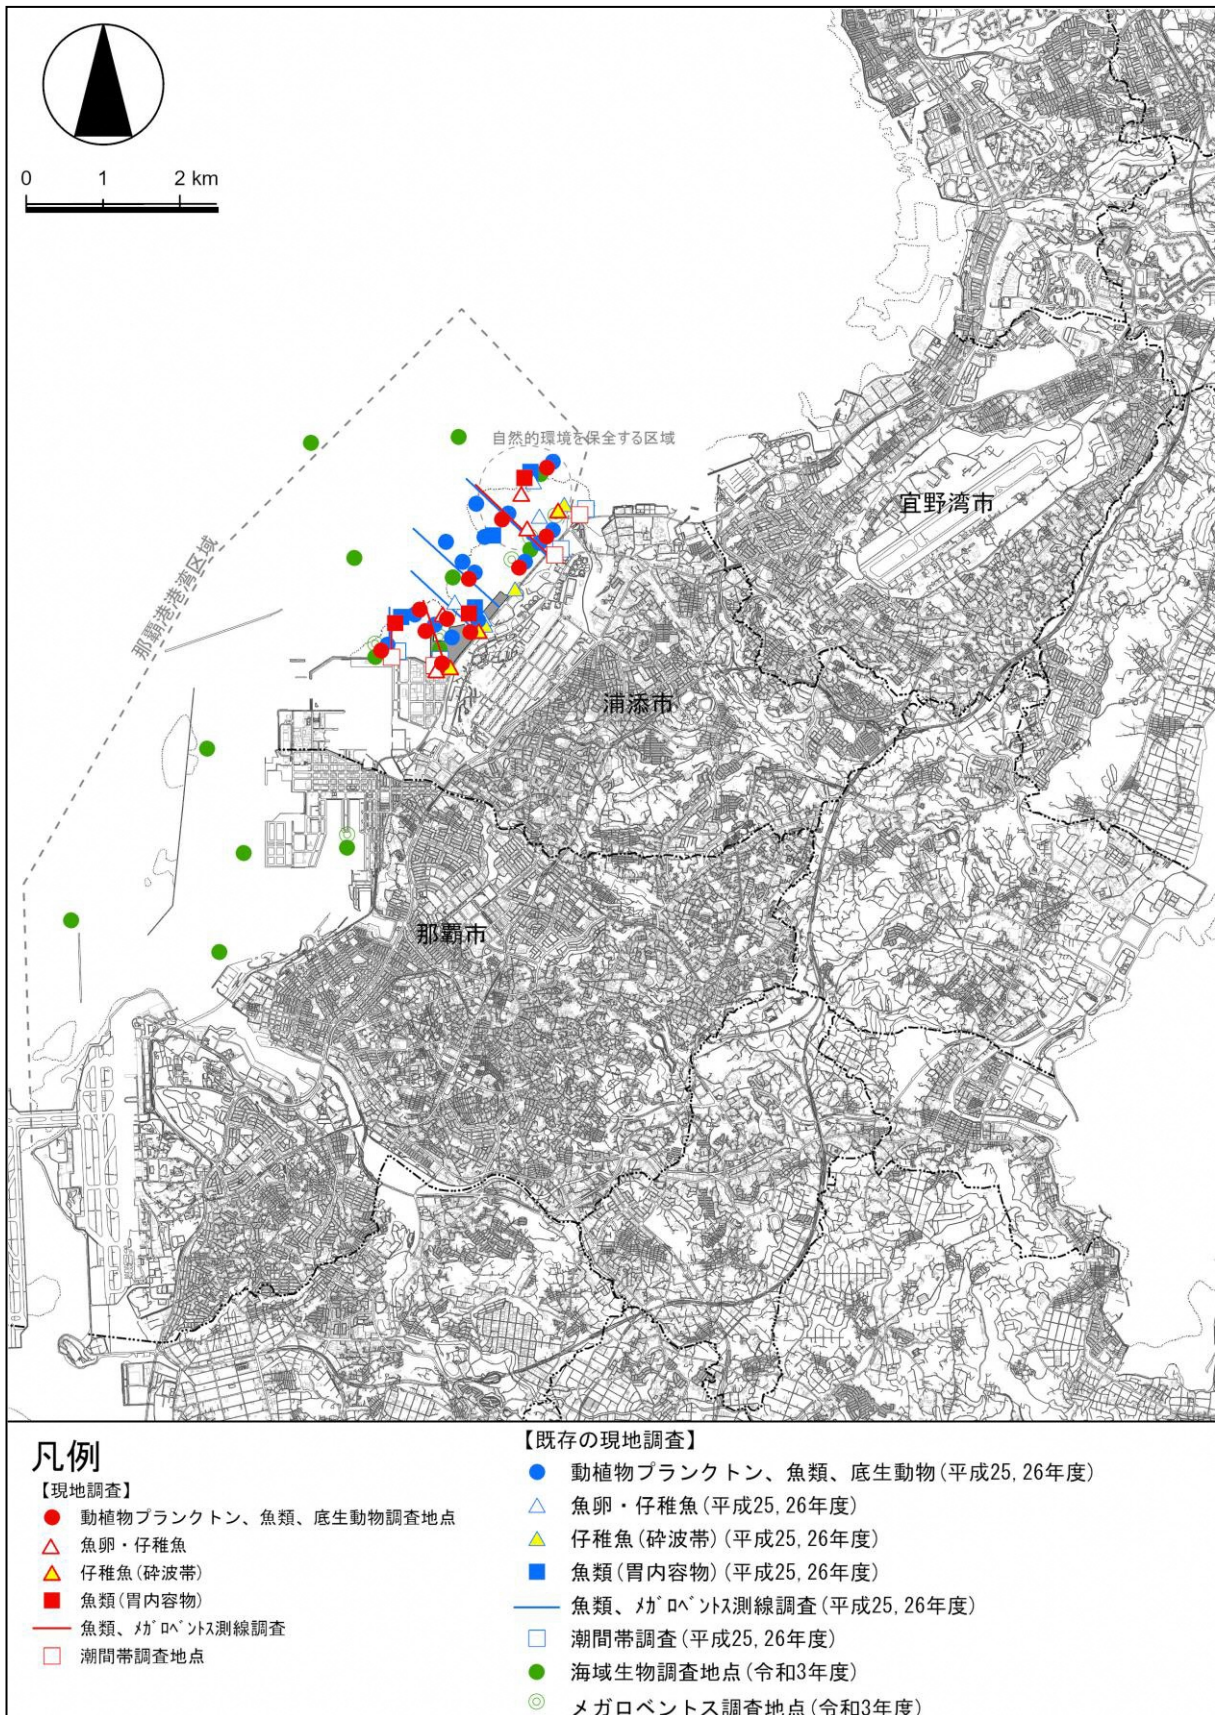 0 1 2 km
自然的環境を保全する区域
那覇港港湾区域
宜野湾市
浦添市
那覇市
凡例
【現地調査】
動植物プランクトン、魚類、底生動物調査地点
魚卵・仔稚魚
仔稚魚(砕波帯)
魚類(胃内容物)
魚類、ﾒｶﾞﾛﾍﾞﾝﾄｽ測線調査
潮間帯調査地点
【既存の現地調査】
動植物プランクトン、魚類、底生動物(平成25,26年度)
魚卵・仔稚魚(平成25,26年度)
仔稚魚(砕波帯)(平成25,26年度)
魚類(胃内容物)(平成25,26年度)
魚類、ﾒｶﾞﾛﾍﾞﾝﾄｽ測線調査(平成25,26年度)
潮間帯調査(平成25,26年度)
海域生物調査地点(令和3年度)
メガロベントス調査地点(令和3年度)